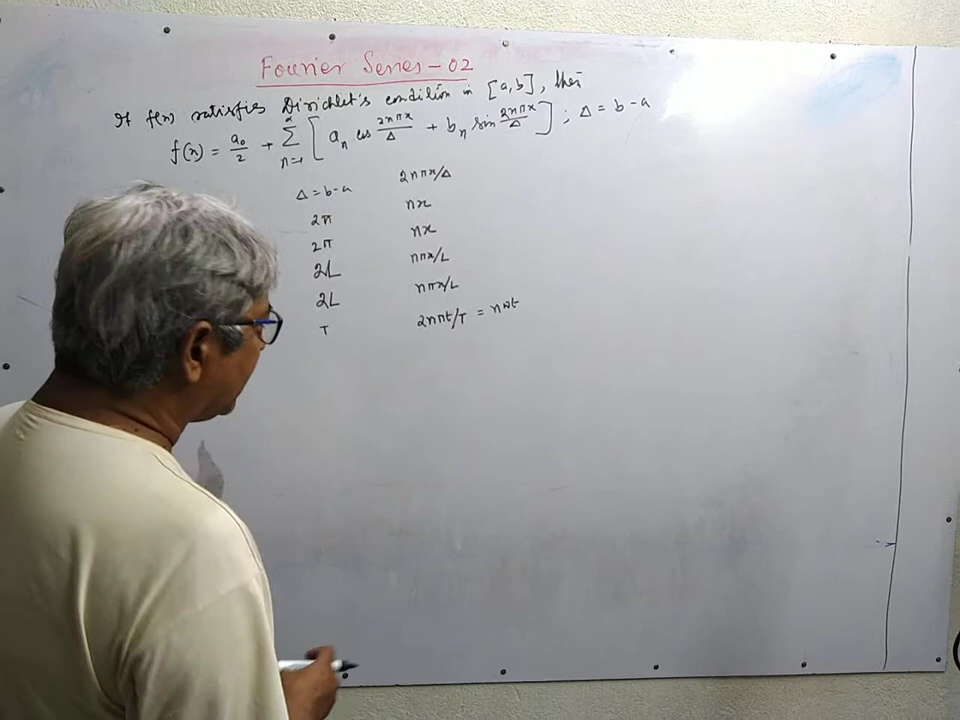 Fourier Series - 02
If f(x) satisfies Dirichlet's condition in [a,b], then
f(x) = a₀/2 + ∑_{n=1}^{∞} [ aₙ cos 2nπx/Δ + bₙ sin 2nπx/Δ ] ; Δ = b - a
Δ = b-a 2nπx/Δ
2π nx
2π nx
2L nπx/L
2L nπx/L
T 2nπt/T = nωt